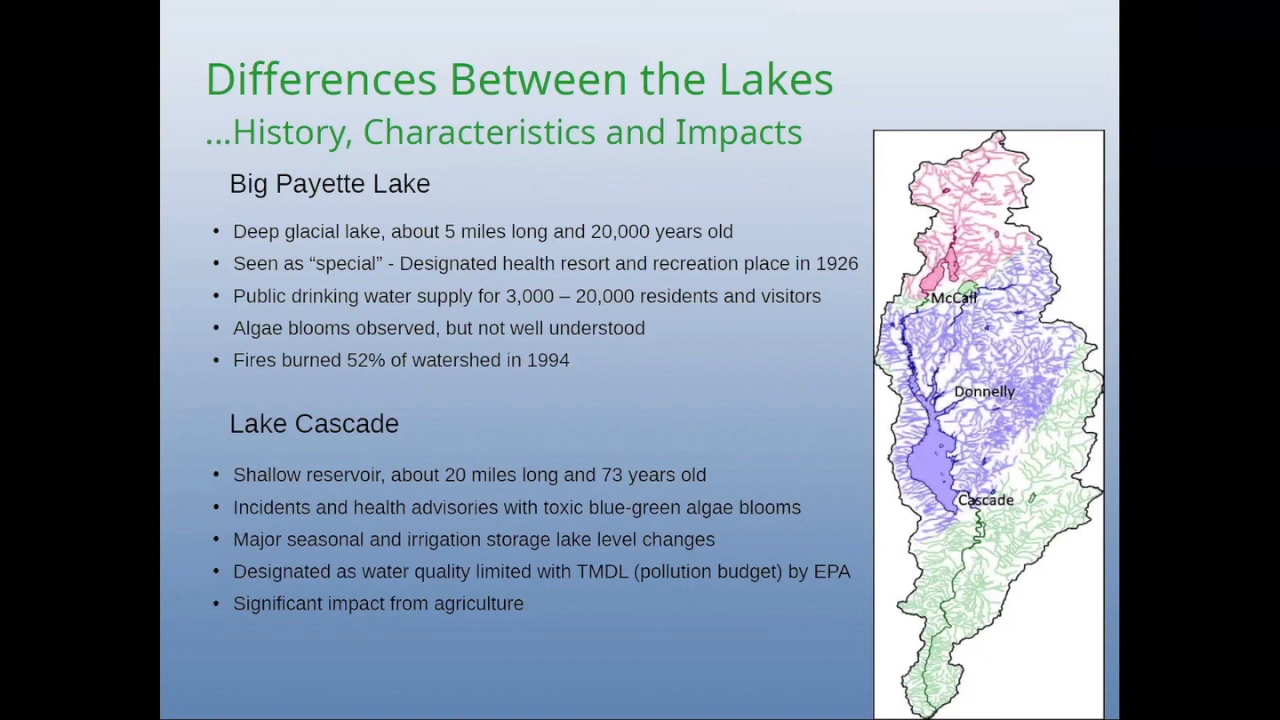 Differences Between the Lakes
...History, Characteristics and Impacts
Big Payette Lake
• Deep glacial lake, about 5 miles long and 20,000 years old
• Seen as “special” - Designated health resort and recreation place in 1926
• Public drinking water supply for 3,000 – 20,000 residents and visitors
• Algae blooms observed, but not well understood
• Fires burned 52% of watershed in 1994
Lake Cascade
• Shallow reservoir, about 20 miles long and 73 years old
• Incidents and health advisories with toxic blue-green algae blooms
• Major seasonal and irrigation storage lake level changes
• Designated as water quality limited with TMDL (pollution budget) by EPA
• Significant impact from agriculture
McCall
Donnelly
Cascade